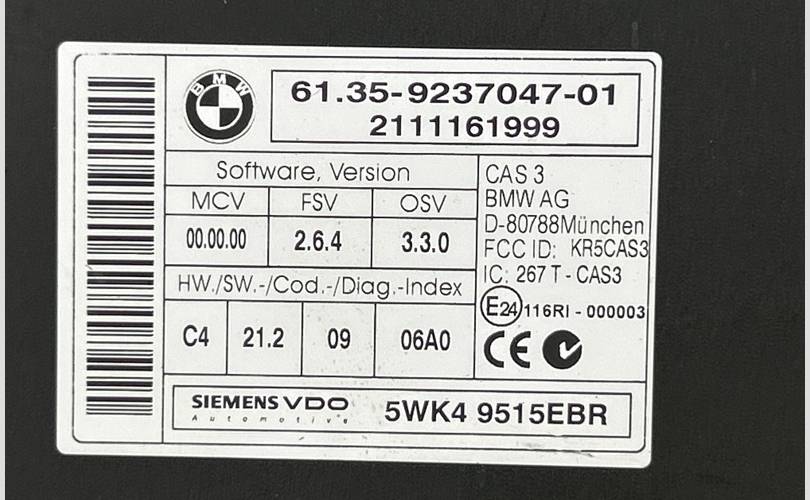 BMW
61.35-9237047-01
2111161999
Software, Version
MCV FSV OSV
00.00.00 2.6.4 3.3.0
HW./SW.-/Cod.-/Diag.-Index
C4 21.2 09 06A0
CAS 3
BMW AG
D-80788München
FCC ID: KR5CAS3
IC: 267 T - CAS3
E24 116RI - 000003
CE
SIEMENS VDO
Automotive
5WK4 9515EBR